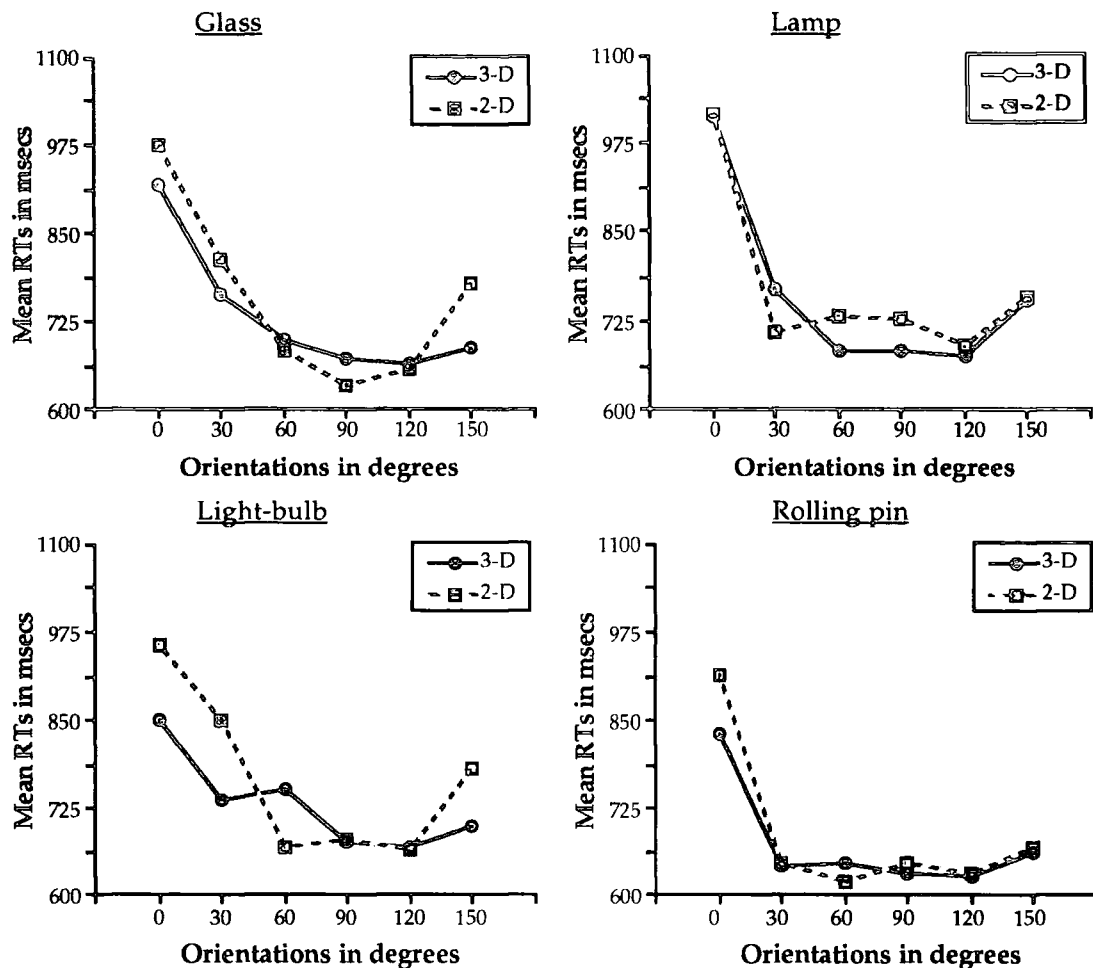 Glass
1100
975
850
725
600
Mean RTs in msecs
3-D
2-D
0 30 60 90 120 150
Orientations in degrees
Lamp
1100
975
850
725
600
Mean RTs in msecs
3-D
2-D
0 30 60 90 120 150
Orientations in degrees
Light-bulb
1100
975
850
725
600
Mean RTs in msecs
3-D
2-D
0 30 60 90 120 150
Orientations in degrees
Rolling pin
1100
975
850
725
600
Mean RTs in msecs
3-D
2-D
0 30 60 90 120 150
Orientations in degrees